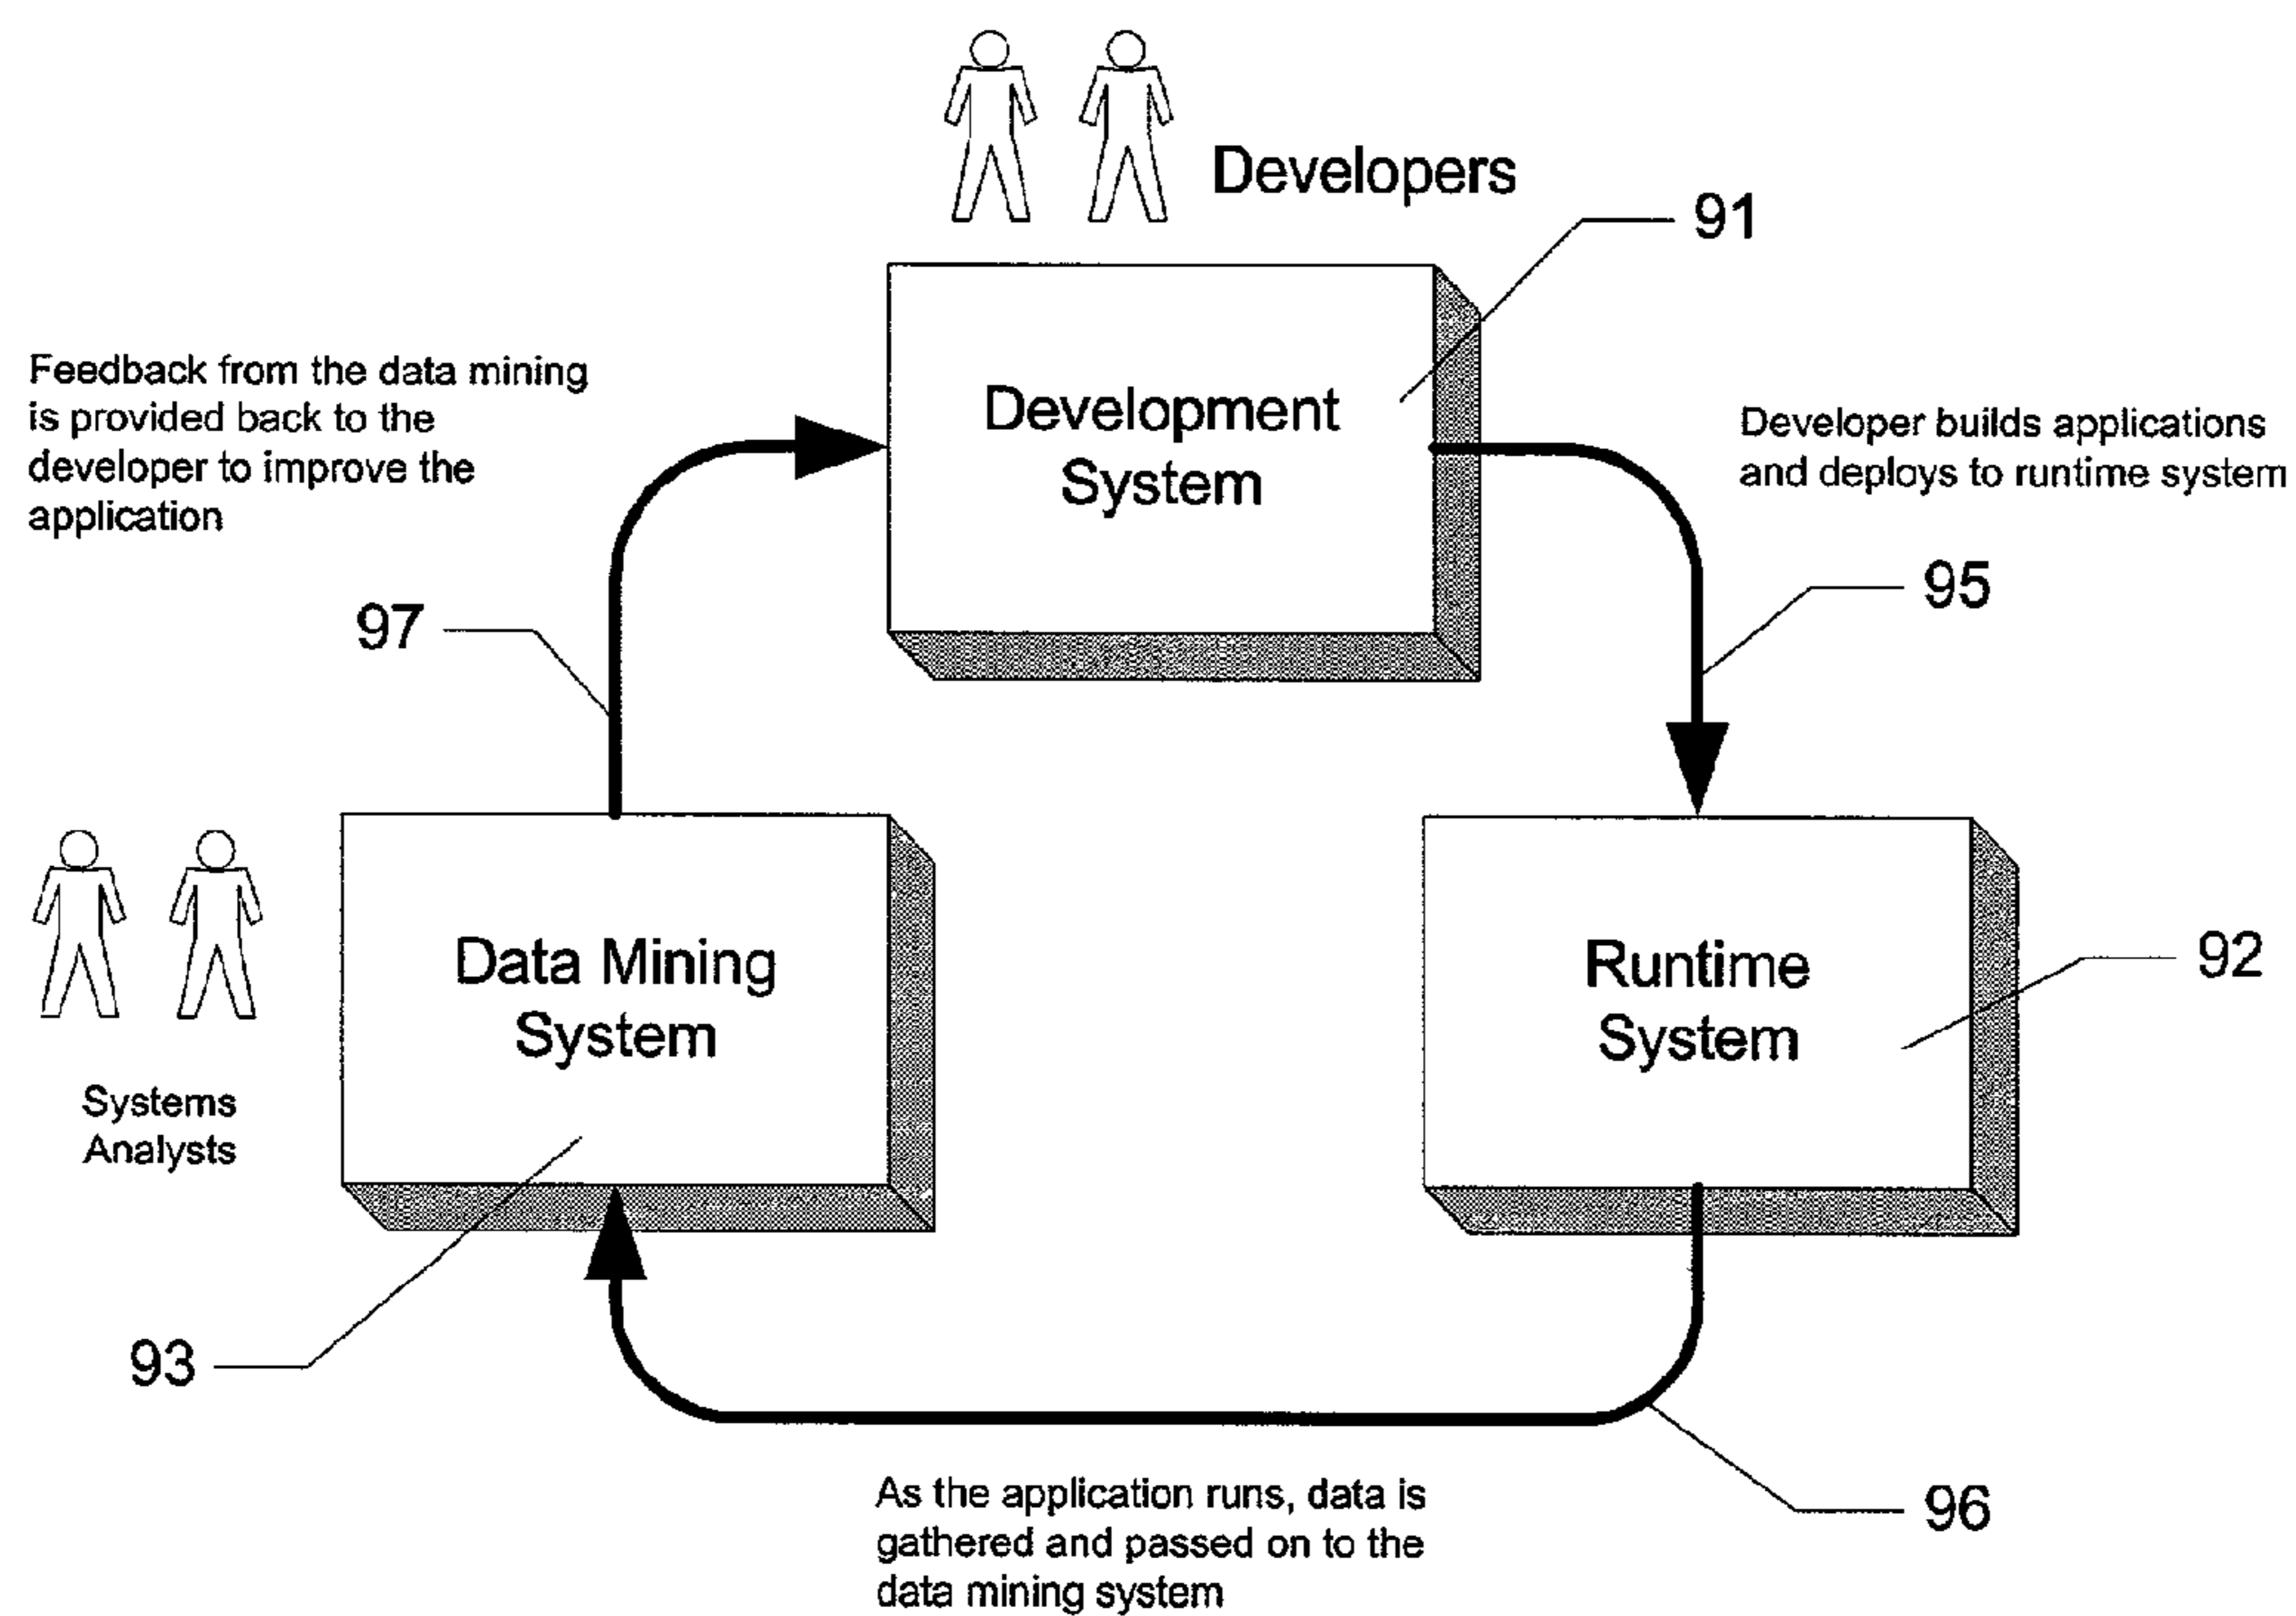 Developers
91
Development
System
Feedback from the data mining
is provided back to the
developer to improve the
application
Developer builds applications
and deploys to runtime system
95
97
Data Mining
System
Runtime
System
92
Systems
Analysts
93
As the application runs, data is
gathered and passed on to the
data mining system
96